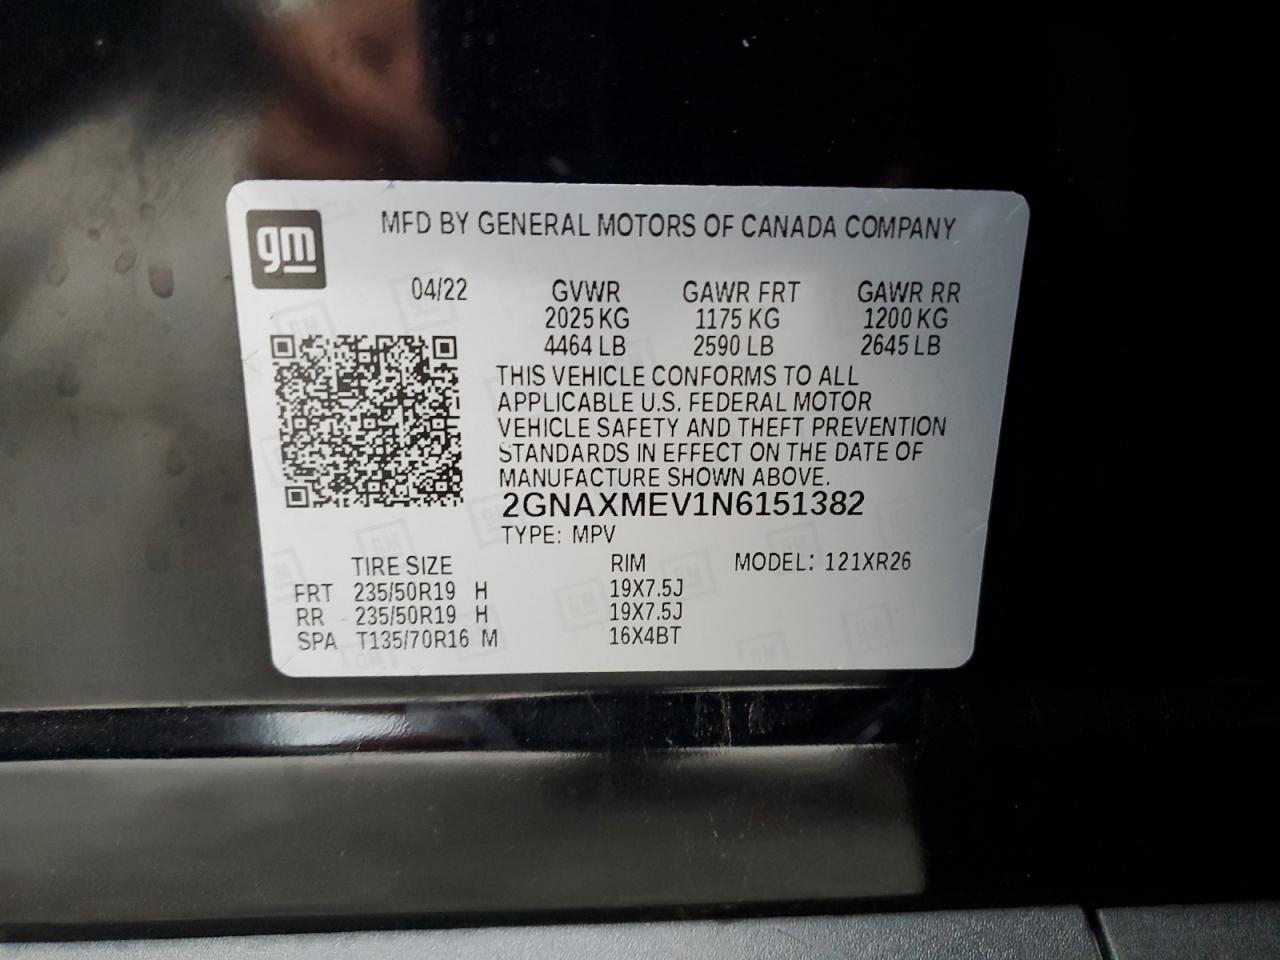 gm
MFD BY GENERAL MOTORS OF CANADA COMPANY
04/22 GVWR GAWR FRT GAWR RR
2025 KG 1175 KG 1200 KG
4464 LB 2590 LB 2645 LB
THIS VEHICLE CONFORMS TO ALL
APPLICABLE U.S. FEDERAL MOTOR
VEHICLE SAFETY AND THEFT PREVENTION
STANDARDS IN EFFECT ON THE DATE OF
MANUFACTURE SHOWN ABOVE.
2GNAXMEV1N6151382
TYPE: MPV
TIRE SIZE RIM MODEL: 121XR26
FRT 235/50R19 H 19X7.5J
RR 235/50R19 H 19X7.5J
SPA T135/70R16 M 16X4BT